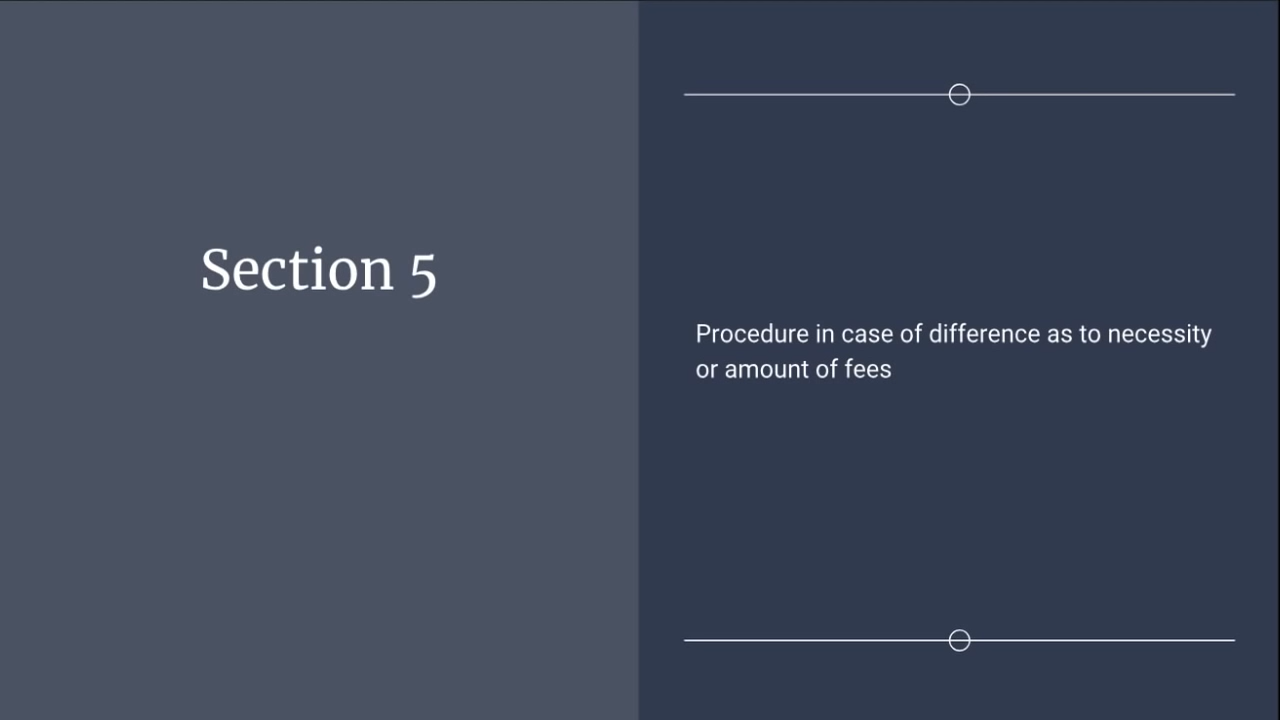 Section 5
Procedure in case of difference as to necessity
or amount of fees